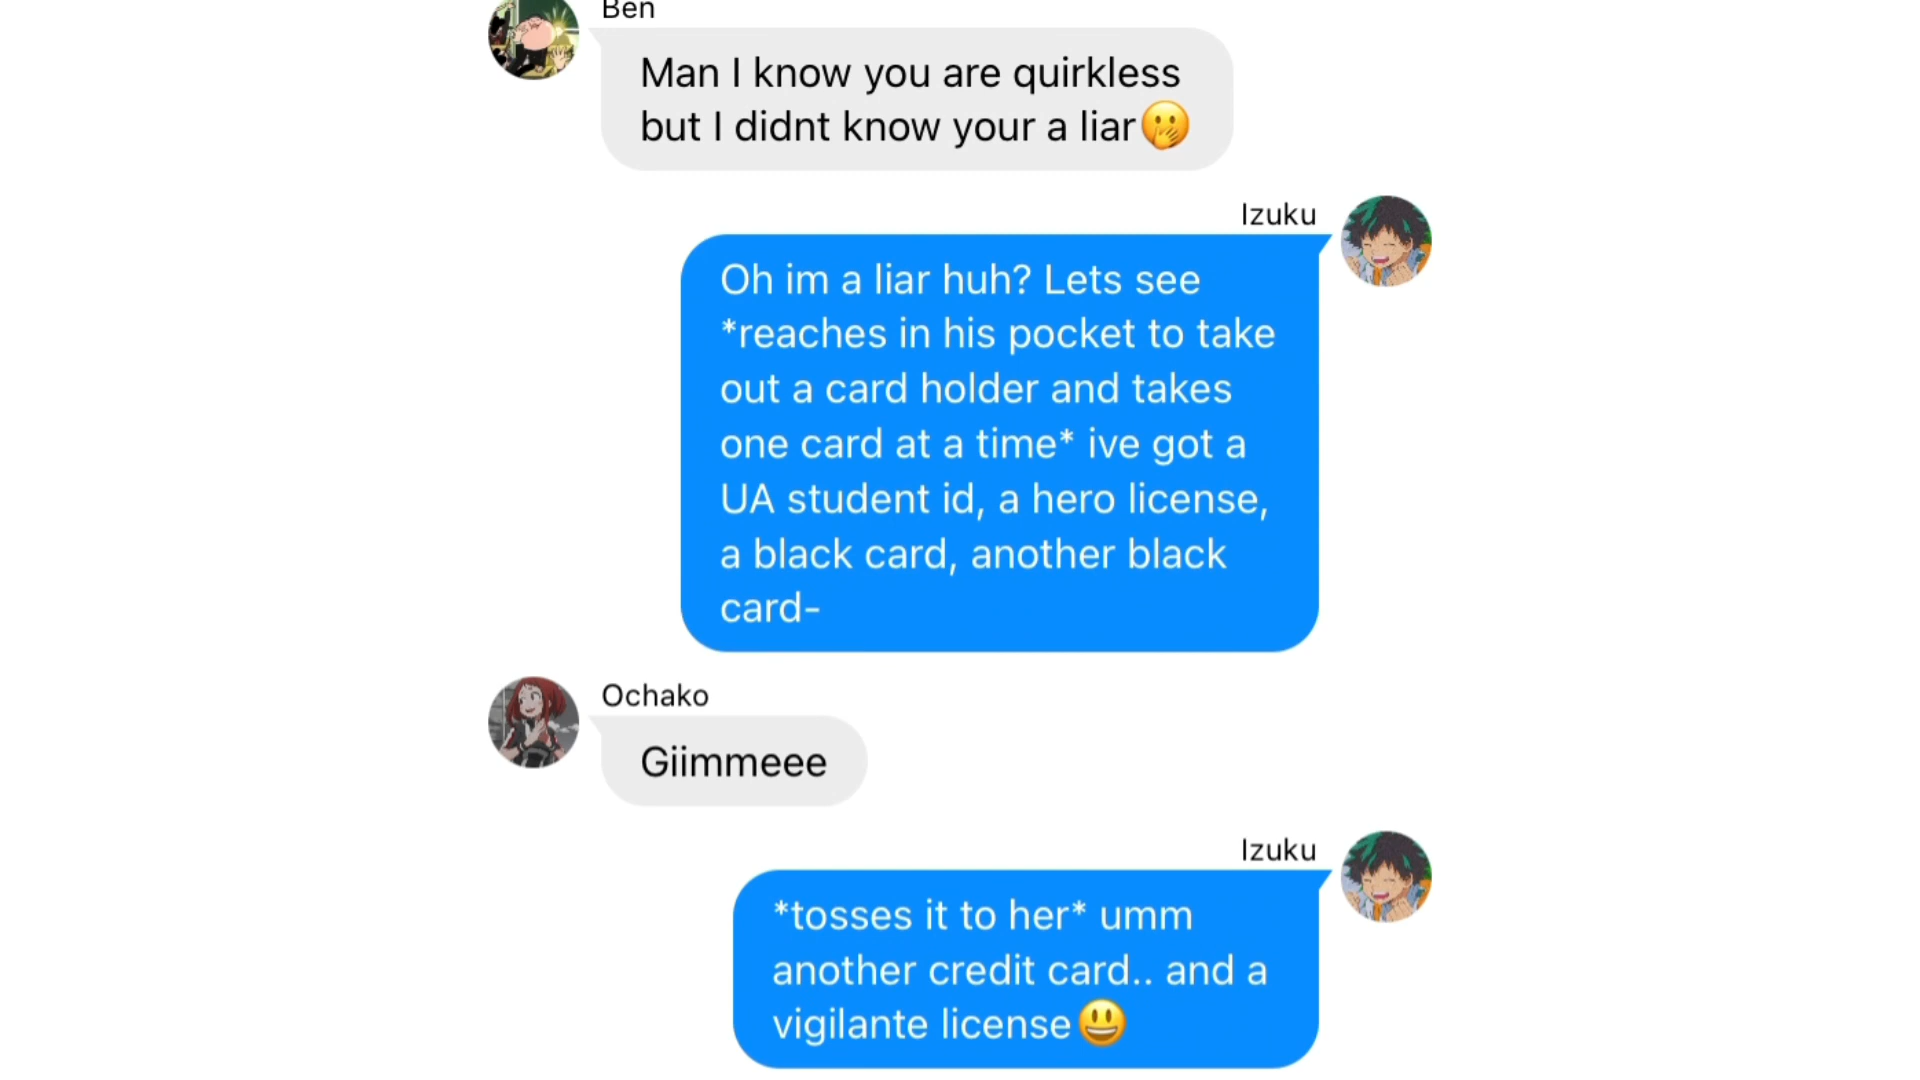 Ben
Man I know you are quirkless
but I didnt know your a liar🤭
Izuku
Oh im a liar huh? Lets see
*reaches in his pocket to take
out a card holder and takes
one card at a time* ive got a
UA student id, a hero license,
a black card, another black
card-
Ochako
Giimmeee
Izuku
*tosses it to her* umm
another credit card.. and a
vigilante license😃